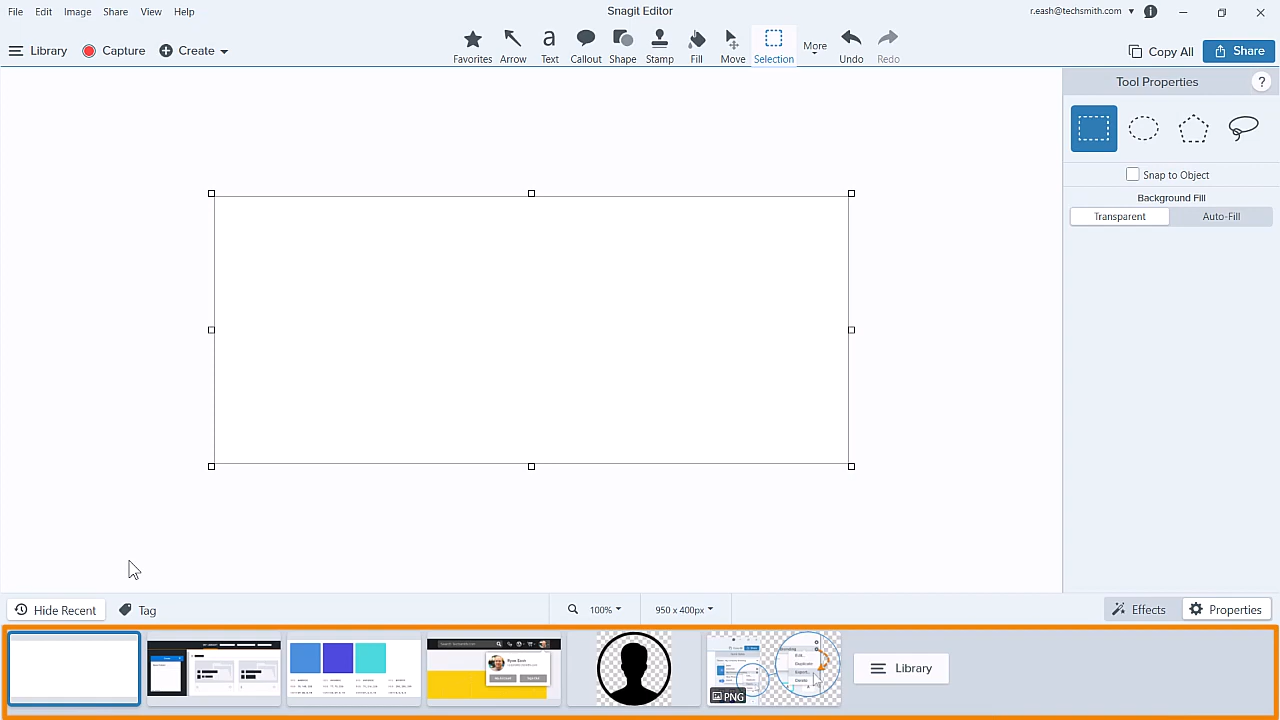 Snagit Editor
File Edit Image Share View Help
r.eash@techsmith.com
Library Capture Create
Favorites Arrow a Text Callout Shape Stamp Fill Move Selection More Undo Redo
Copy All Share
Tool Properties ?
Snap to Object
Background Fill
Transparent Auto-Fill
Hide Recent Tag
100% 950 x 400px
Effects Properties
Ryan Eash
PNG
Library